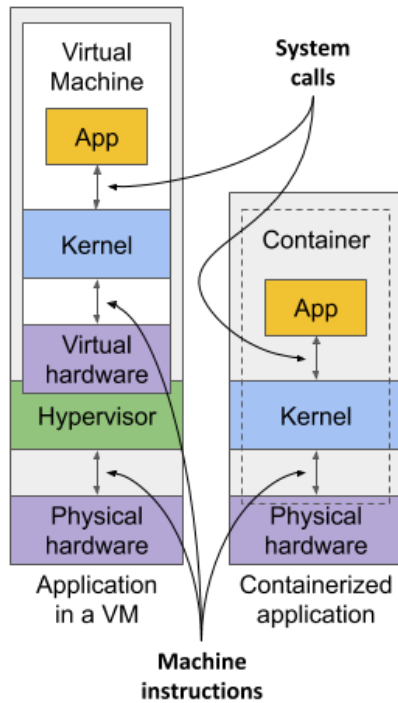 Virtual
Machine
App
Kernel
Virtual
hardware
Hypervisor
Physical
hardware
Application
in a VM
System
calls
Container
App
Kernel
Physical
hardware
Containerized
application
Machine
instructions